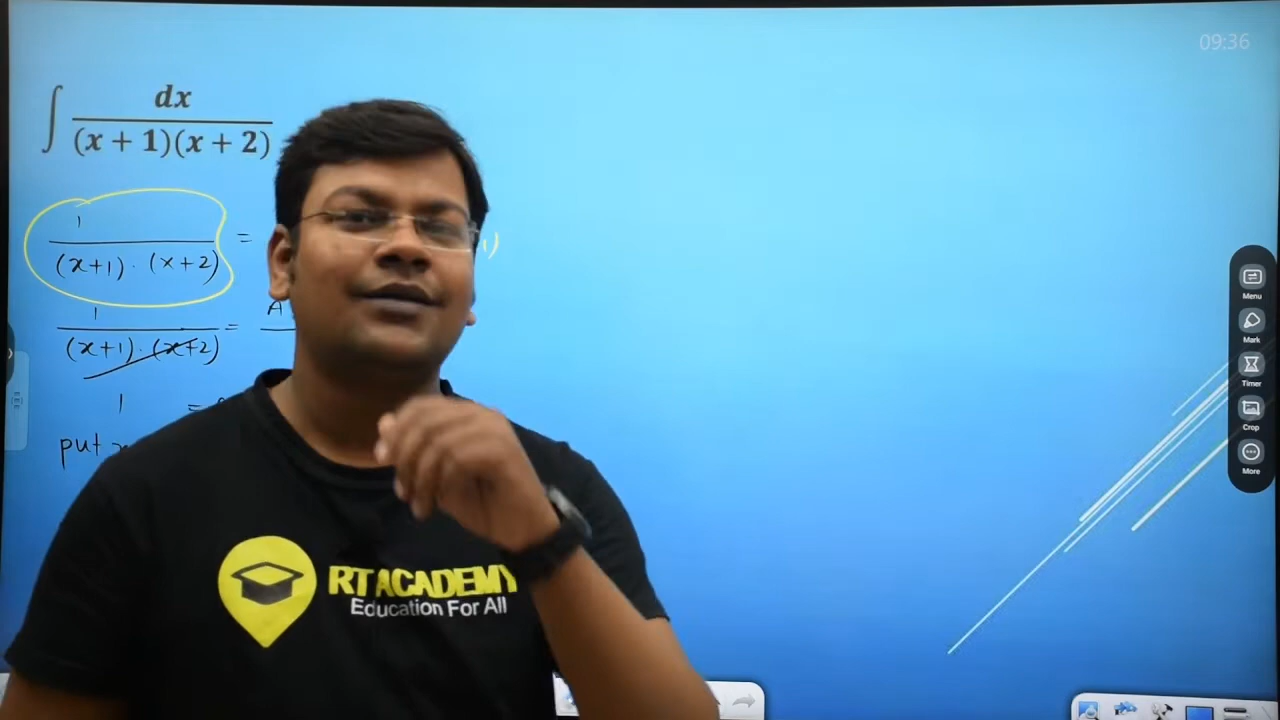 09:36
∫ dx / (x + 1)(x + 2)
1 / (x+1) . (x+2) =
1)
1 / (x+1) . (x+2) = A
1 =
put
RT ACADEMY
Education For All
Menu
Mark
Timer
Crop
More